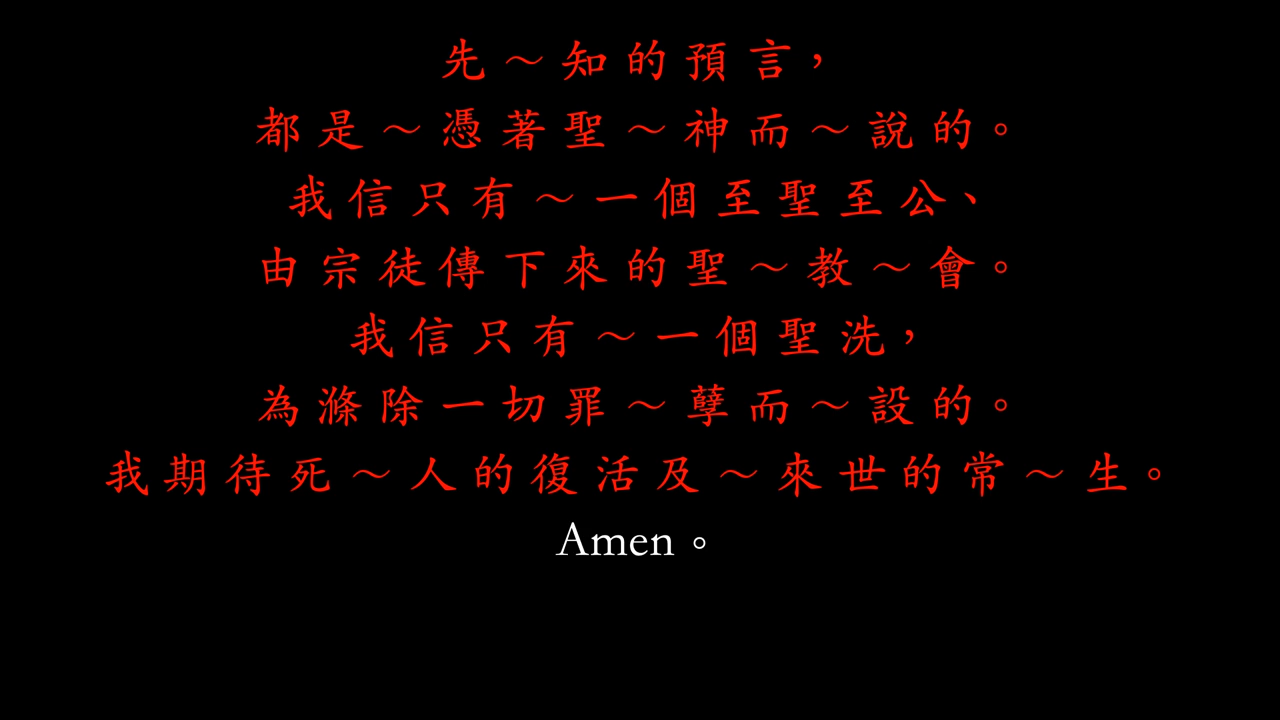 先～知的預言，
都是～憑著聖～神而～說的。
我信只有～一個至聖至公、
由宗徒傳下來的聖～教～會。
我信只有～一個聖洗，
為滌除一切罪～孽而～設的。
我期待死～人的復活及～來世的常～生。
Amen。